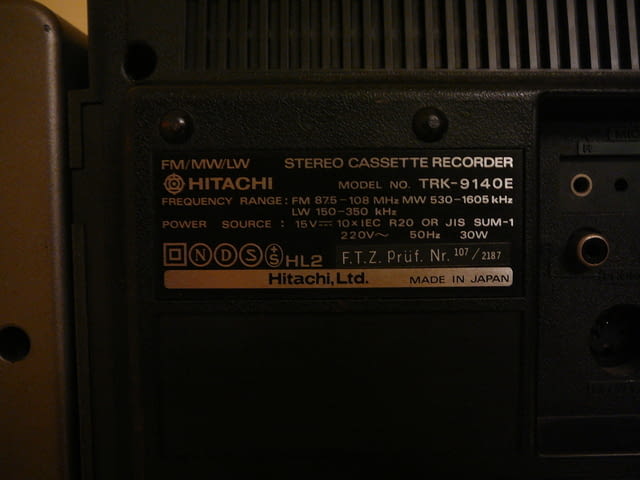 FM/MW/LW STEREO CASSETTE RECORDER
HITACHI MODEL NO. TRK-9140E
FREQUENCY RANGE: FM 87.5-108 MHz MW 530-1605 kHz
LW 150-350 kHz
POWER SOURCE : 15V⎓ 10×IEC R20 OR JIS SUM-1
220V∼ 50Hz 30W
N D S +S HL2 F.T.Z. Prüf. Nr. 107/2187
Hitachi, Ltd. MADE IN JAPAN